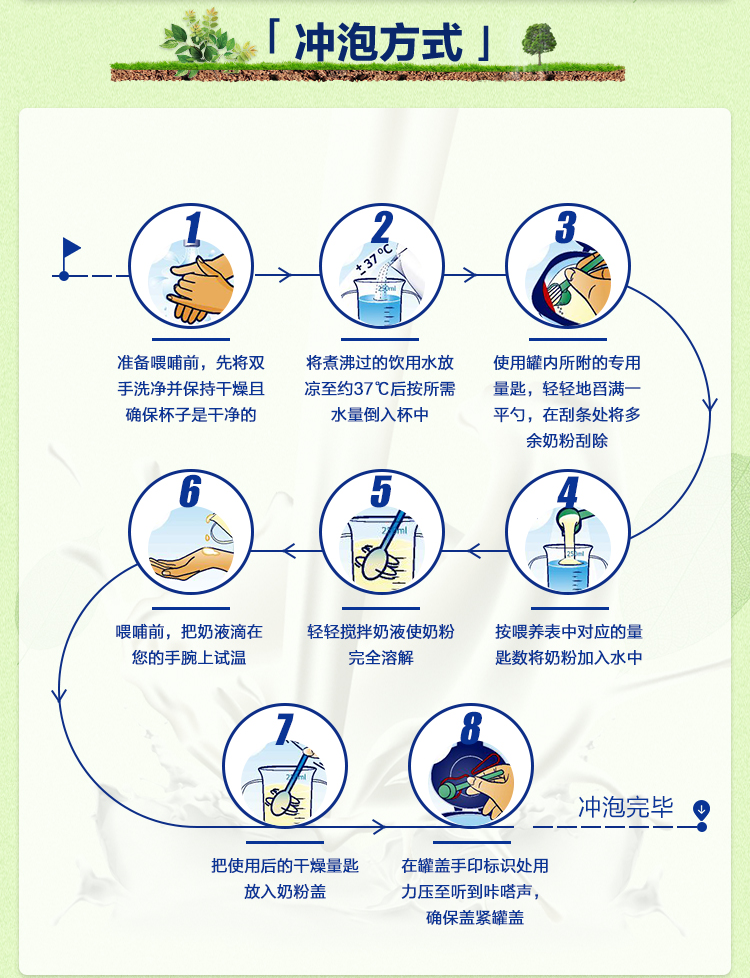 「冲泡方式」
1
准备喂哺前，先将双
手洗净并保持干燥且
确保杯子是干净的
2
±37℃
250ml
将煮沸过的饮用水放
凉至约37℃后按所需
水量倒入杯中
3
使用罐内所附的专用
量匙，轻轻地舀满一
平勺，在刮条处将多
余奶粉刮除
4
250ml
按喂养表中对应的量
匙数将奶粉加入水中
5
250ml
轻轻搅拌奶液使奶粉
完全溶解
6
喂哺前，把奶液滴在
您的手腕上试温
7
250ml
把使用后的干燥量匙
放入奶粉盖
8
在罐盖手印标识处用
力压至听到咔嗒声，
确保盖紧罐盖
冲泡完毕